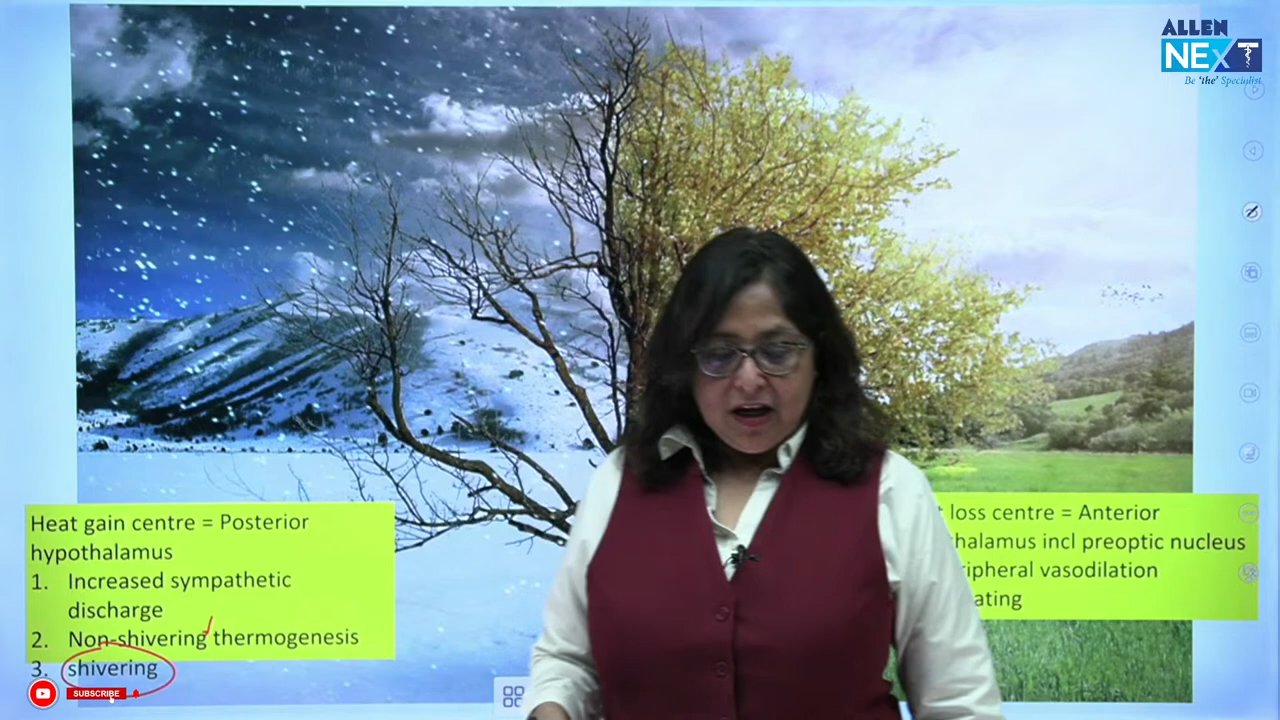 ALLEN
NExT
Be 'the' Specialist
Heat gain centre = Posterior
hypothalamus
1. Increased sympathetic
discharge
2. Non-shivering thermogenesis
3. shivering
loss centre = Anterior
thalamus incl preoptic nucleus
ripheral vasodilation
ating
SUBSCRIBE